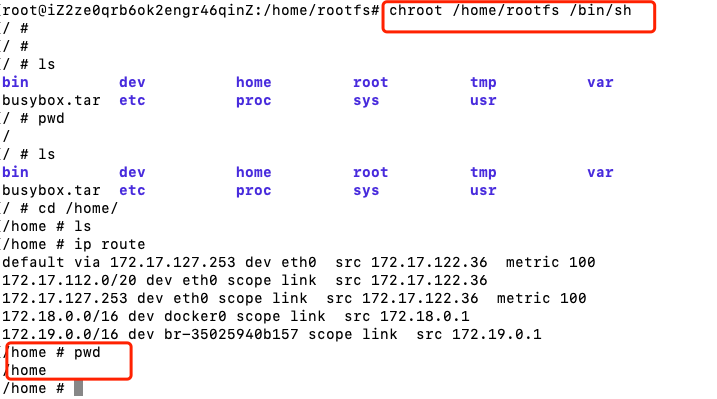 [root@iZ2ze0qrb6ok2engr46qinZ:/home/rootfs# chroot /home/rootfs /bin/sh
[/ #
[/ #
[/ # ls
bin dev home root tmp var
busybox.tar etc proc sys usr
[/ # pwd
/
[/ # ls
bin dev home root tmp var
busybox.tar etc proc sys usr
[/ # cd /home/
[/home # ls
[/home # ip route
default via 172.17.127.253 dev eth0 src 172.17.122.36 metric 100
172.17.112.0/20 dev eth0 scope link src 172.17.122.36
172.17.127.253 dev eth0 scope link src 172.17.122.36 metric 100
172.18.0.0/16 dev docker0 scope link src 172.18.0.1
172.19.0.0/16 dev br-35025940b157 scope link src 172.19.0.1
[/home # pwd
/home
/home #